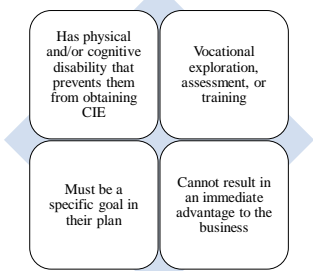 Has physical
and/or cognitive
disability that
prevents them
from obtaining
CIE
Vocational
exploration,
assessment, or
training
Must be a
specific goal in
their plan
Cannot result in
an immediate
advantage to the
business